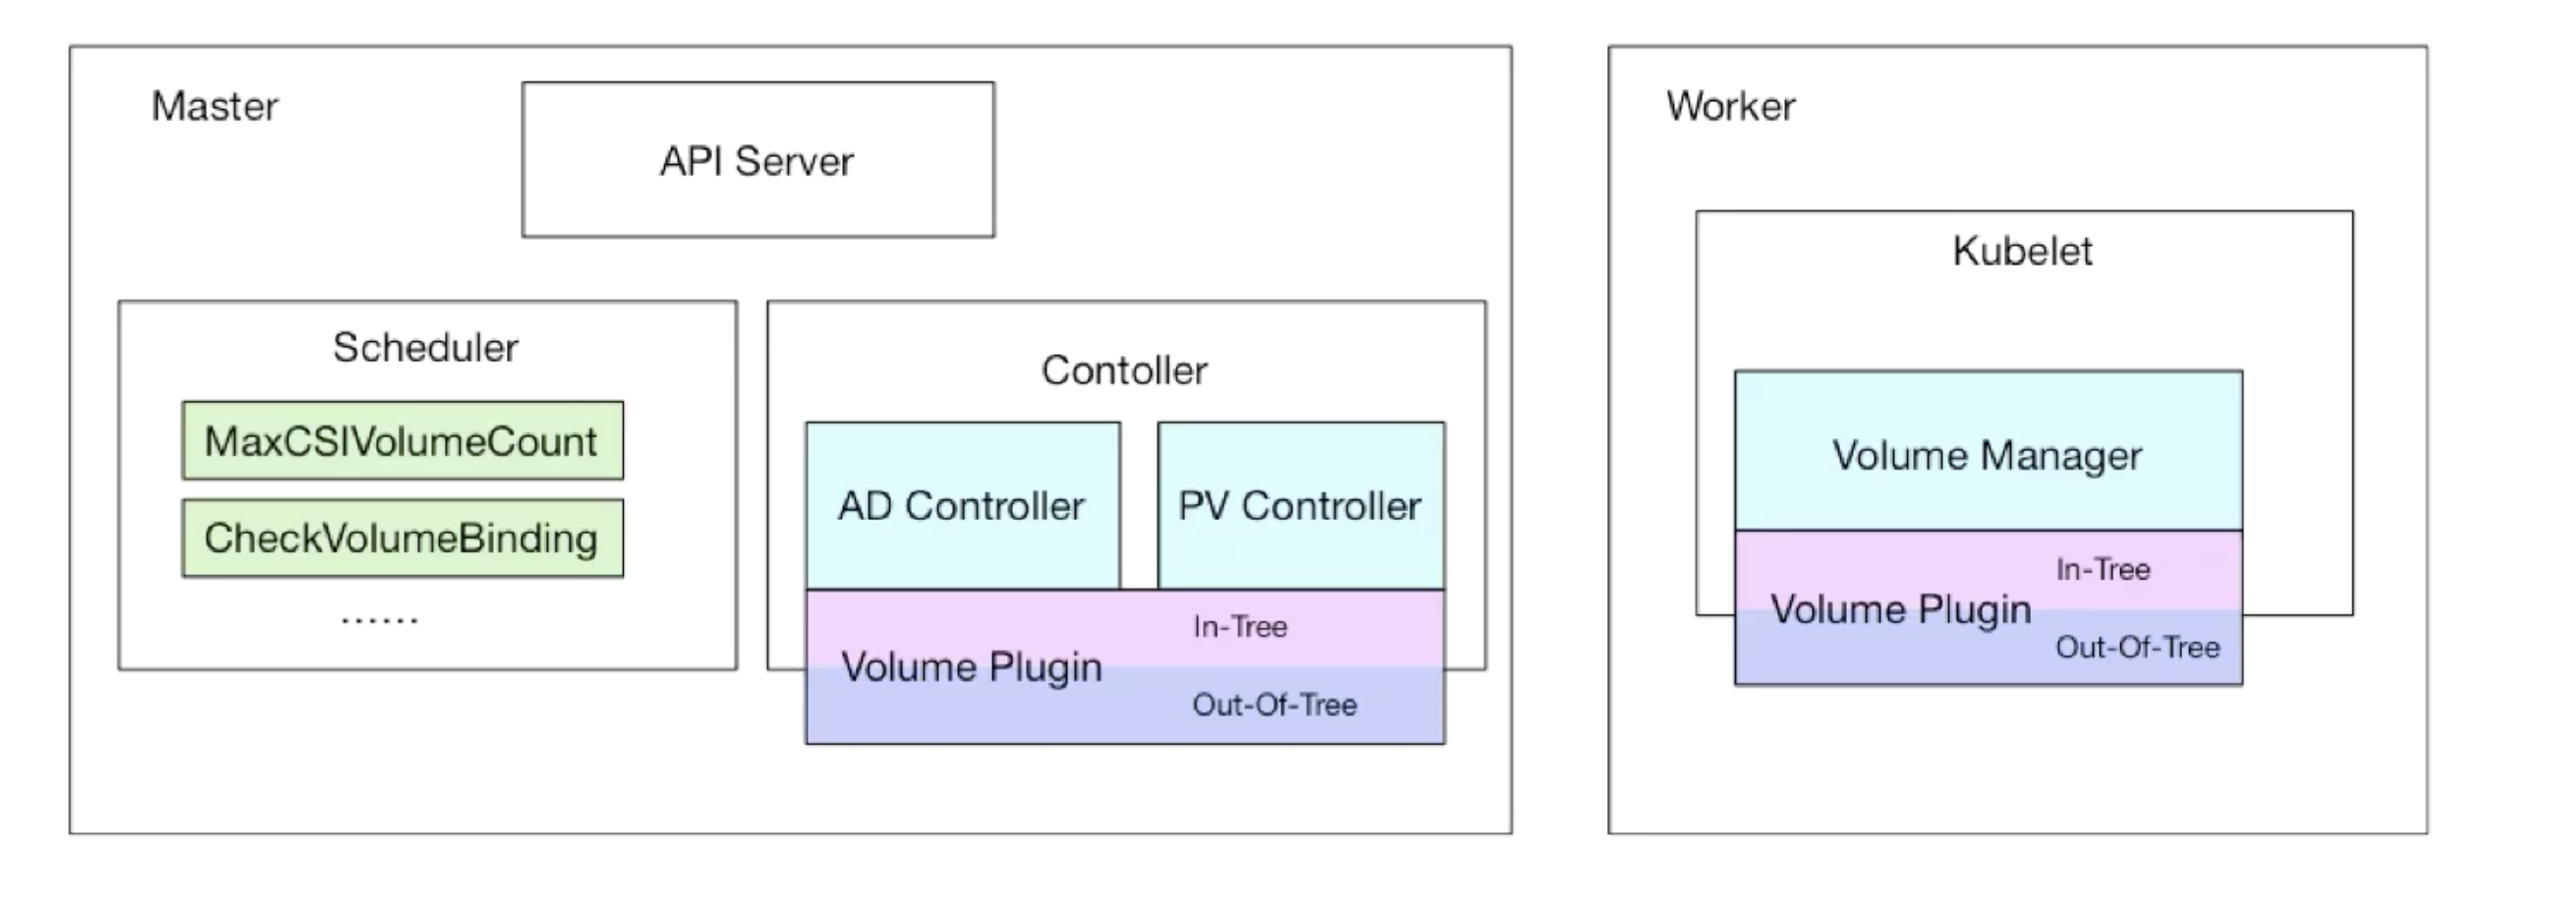 Master
API Server
Scheduler
MaxCSIVolumeCount
CheckVolumeBinding
......
Contoller
AD Controller
PV Controller
Volume Plugin
In-Tree
Out-Of-Tree
Worker
Kubelet
Volume Manager
Volume Plugin
In-Tree
Out-Of-Tree